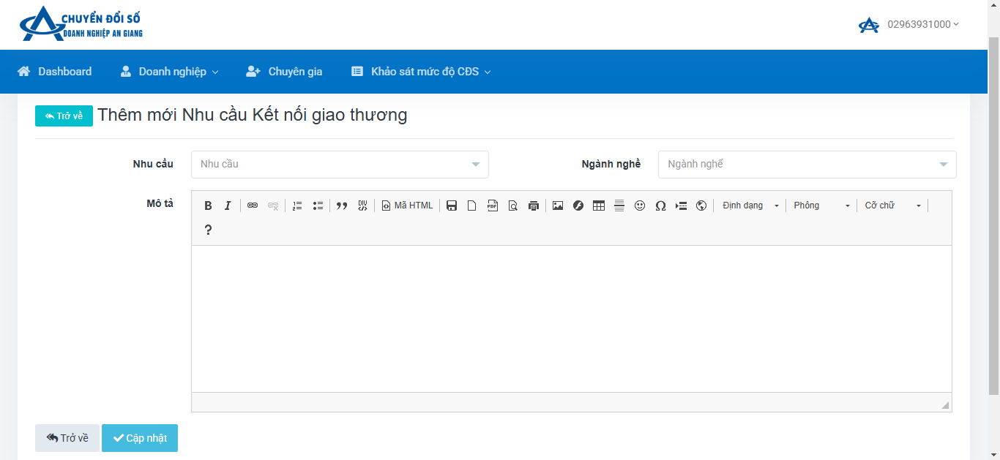 CHUYỂN ĐỔI SỐ
DOANH NGHIỆP AN GIANG
02963931000
Dashboard
Doanh nghiệp
Chuyên gia
Khảo sát mức độ CĐS
Trở về
Thêm mới Nhu cầu Kết nối giao thương
Nhu cầu
Nhu cầu
Ngành nghề
Ngành nghề
Mô tả
B I
DIV
Mã HTML
PDF
Ω
Định dạng
Phông
Cỡ chữ
?
Trở về
Cập nhật